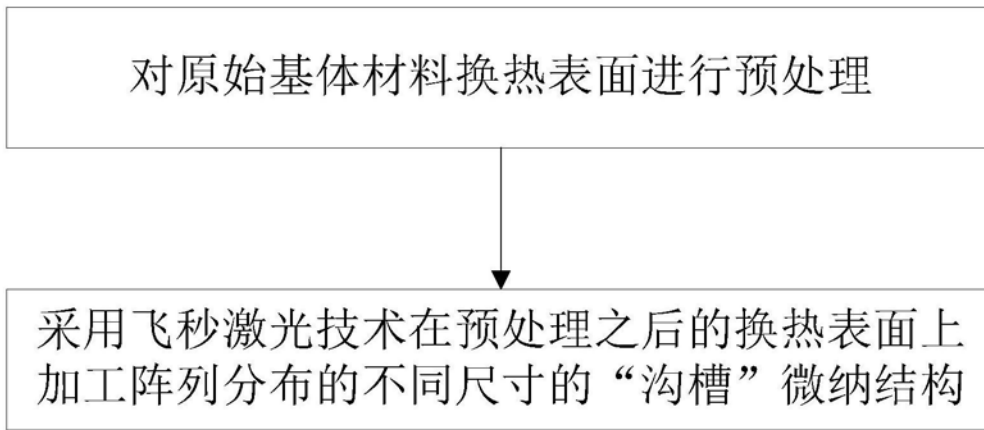 对原始基体材料换热表面进行预处理
采用飞秒激光技术在预处理之后的换热表面上
加工阵列分布的不同尺寸的“沟槽”微纳结构